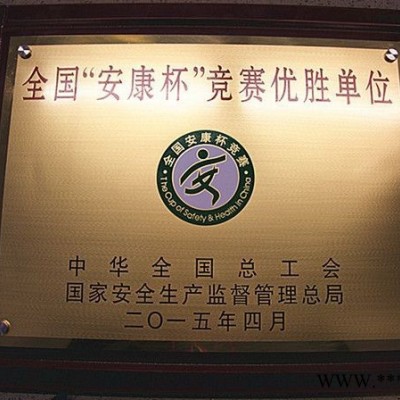 全国“安康杯”竞赛优胜单位
全国安康杯竞赛
The Cup of Safety & Health in China
中华全国总工会
国家安全生产监督管理总局
二〇一五年四月
www.